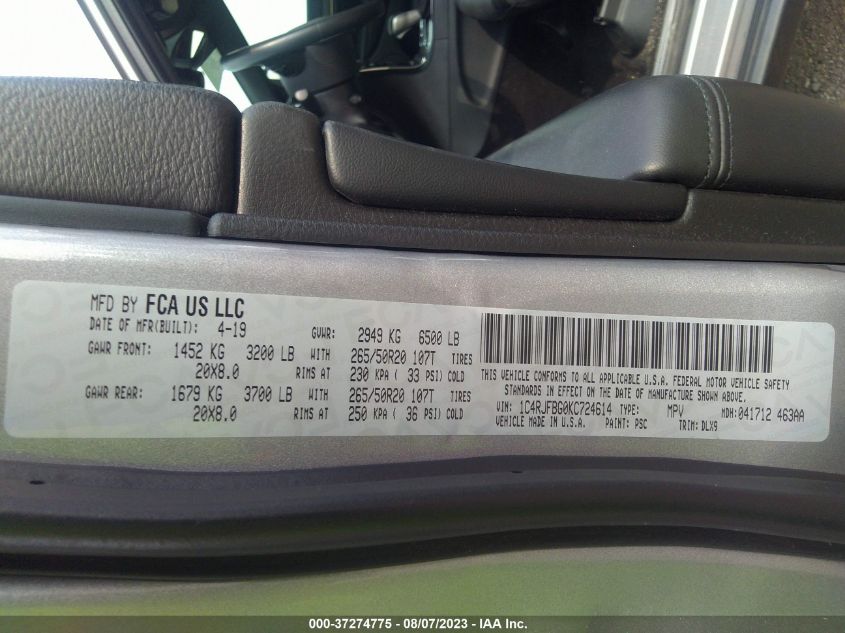 MFD BY FCA US LLC
DATE OF MFR(BUILT): 4-19 GVWR: 2949 KG 6500 LB
GAWR FRONT: 1452 KG 3200 LB WITH 265/50R20 107T TIRES
20X8.0 RIMS AT 230 KPA ( 33 PSI) COLD
GAWR REAR: 1679 KG 3700 LB WITH 265/50R20 107T TIRES
20X8.0 RIMS AT 250 KPA ( 36 PSI) COLD
THIS VEHICLE CONFORMS TO ALL APPLICABLE U.S.A. FEDERAL MOTOR VEHICLE SAFETY
STANDARDS IN EFFECT ON THE DATE OF MANUFACTURE SHOWN ABOVE.
VIN: 1C4RJFBG0KC724614 TYPE: MPV MDH: 041712 463AA
VEHICLE MADE IN U.S.A. PAINT: PSC TRIM: DLX9
000-37274775 - 08/07/2023 - IAA Inc.